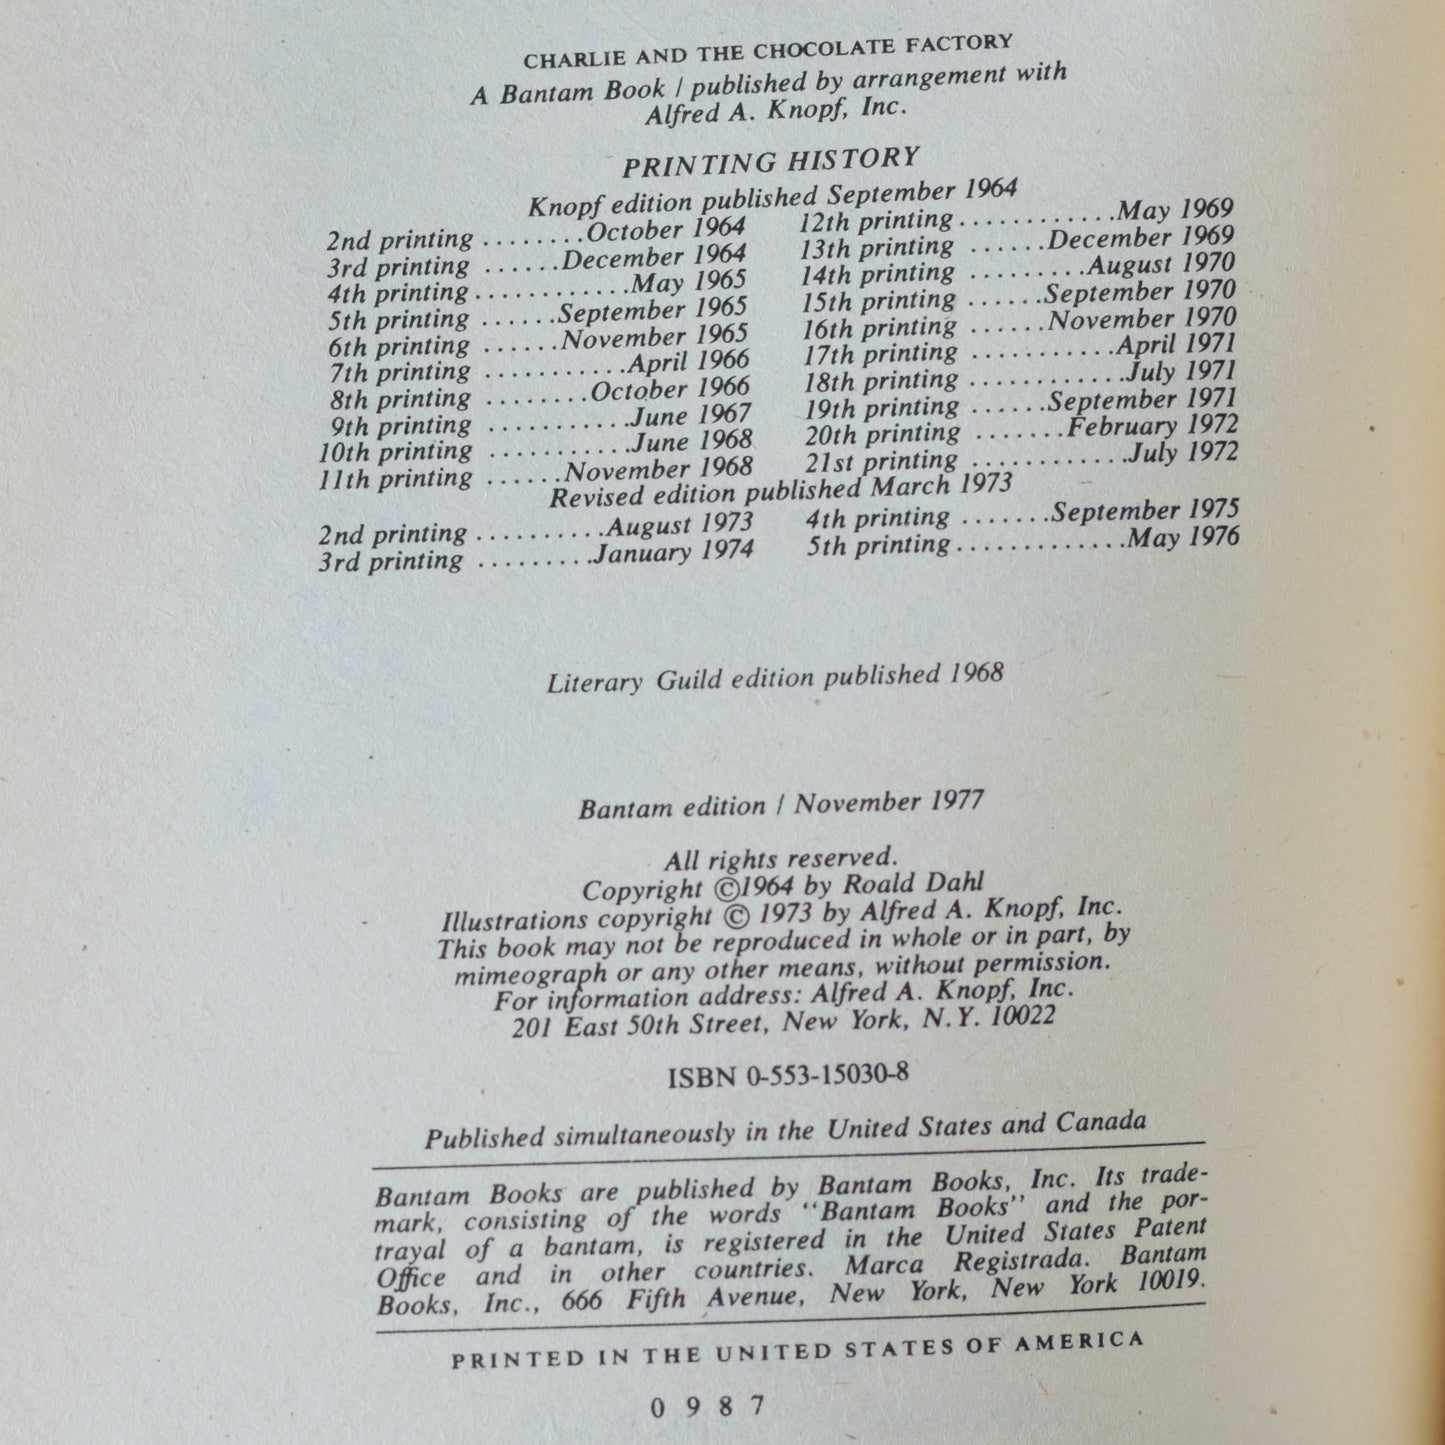 CHARLIE AND THE CHOCOLATE FACTORY
A Bantam Book / published by arrangement with
Alfred A. Knopf, Inc.
PRINTING HISTORY
Knopf edition published September 1964
2nd printing ........October 1964
3rd printing ......December 1964
4th printing............May 1965
5th printing ......September 1965
6th printing ......November 1965
7th printing ...........April 1966
8th printing ........October 1966
9th printing ...........June 1967
10th printing ...........June 1968
11th printing ......November 1968
12th printing............May 1969
13th printing ......December 1969
14th printing .........August 1970
15th printing ......September 1970
16th printing ......November 1970
17th printing ...........April 1971
18th printing ............July 1971
19th printing ......September 1971
20th printing .......February 1972
21st printing ............July 1972
Revised edition published March 1973
2nd printing ..........August 1973
3rd printing .........January 1974
4th printing .......September 1975
5th printing.............May 1976
Literary Guild edition published 1968
Bantam edition / November 1977
All rights reserved.
Copyright ©1964 by Roald Dahl
Illustrations copyright © 1973 by Alfred A. Knopf, Inc.
This book may not be reproduced in whole or in part, by
mimeograph or any other means, without permission.
For information address: Alfred A. Knopf, Inc.
201 East 50th Street, New York, N.Y. 10022
ISBN 0-553-15030-8
Published simultaneously in the United States and Canada
Bantam Books are published by Bantam Books, Inc. Its trade-
mark, consisting of the words "Bantam Books" and the por-
trayal of a bantam, is registered in the United States Patent
Office and in other countries. Marca Registrada. Bantam
Books, Inc., 666 Fifth Avenue, New York, New York 10019.
PRINTED IN THE UNITED STATES OF AMERICA
0 9 8 7